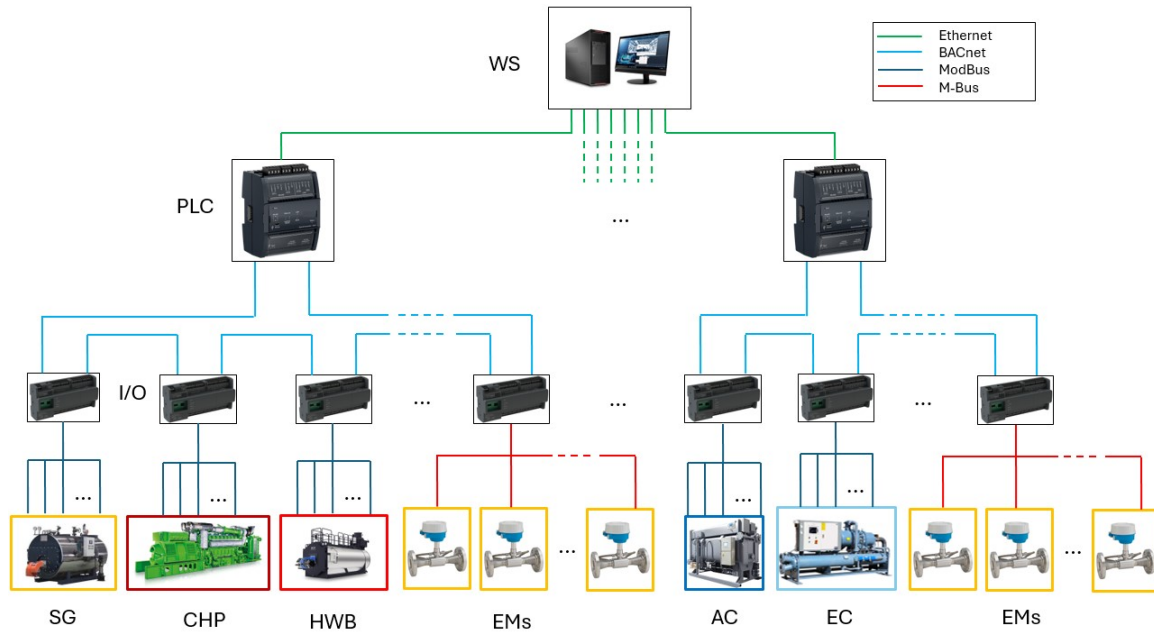 WS
Ethernet
BACnet
ModBus
M-Bus
PLC
...
I/O
...
...
...
...
...
...
...
...
...
...
SG
CHP
HWB
EMs
AC
EC
EMs